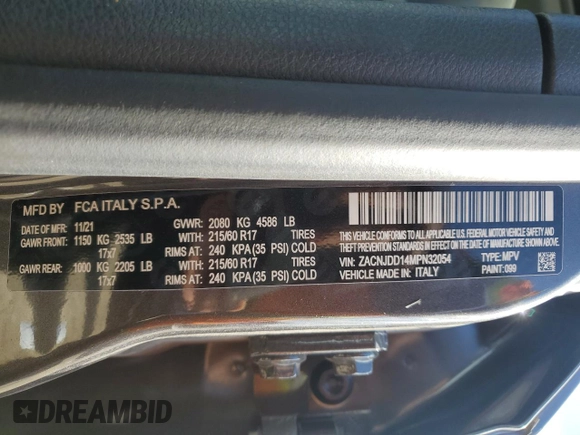 MFD BY FCA ITALY S.P.A.
DATE OF MFR: 11/21 GVWR: 2080 KG 4586 LB
GAWR FRONT: 1150 KG 2535 LB WITH: 215/60 R17 TIRES
17x7 RIMS AT: 240 KPA (35 PSI) COLD
GAWR REAR: 1000 KG 2205 LB WITH: 215/60 R17 TIRES
17x7 RIMS AT: 240 KPA (35 PSI) COLD
THIS VEHICLE CONFORMS TO ALL APPLICABLE U.S. FEDERAL MOTOR
VEHICLE SAFETY, BUMPER AND THEFT PREVENTION STANDARDS IN
EFFECT ON THE DATE OF MANUFACTURE SHOWN ABOVE.
VIN: ZACNJDD14MPN32054 TYPE: MPV
VEHICLE MADE IN: ITALY PAINT: 099
DREAMBID